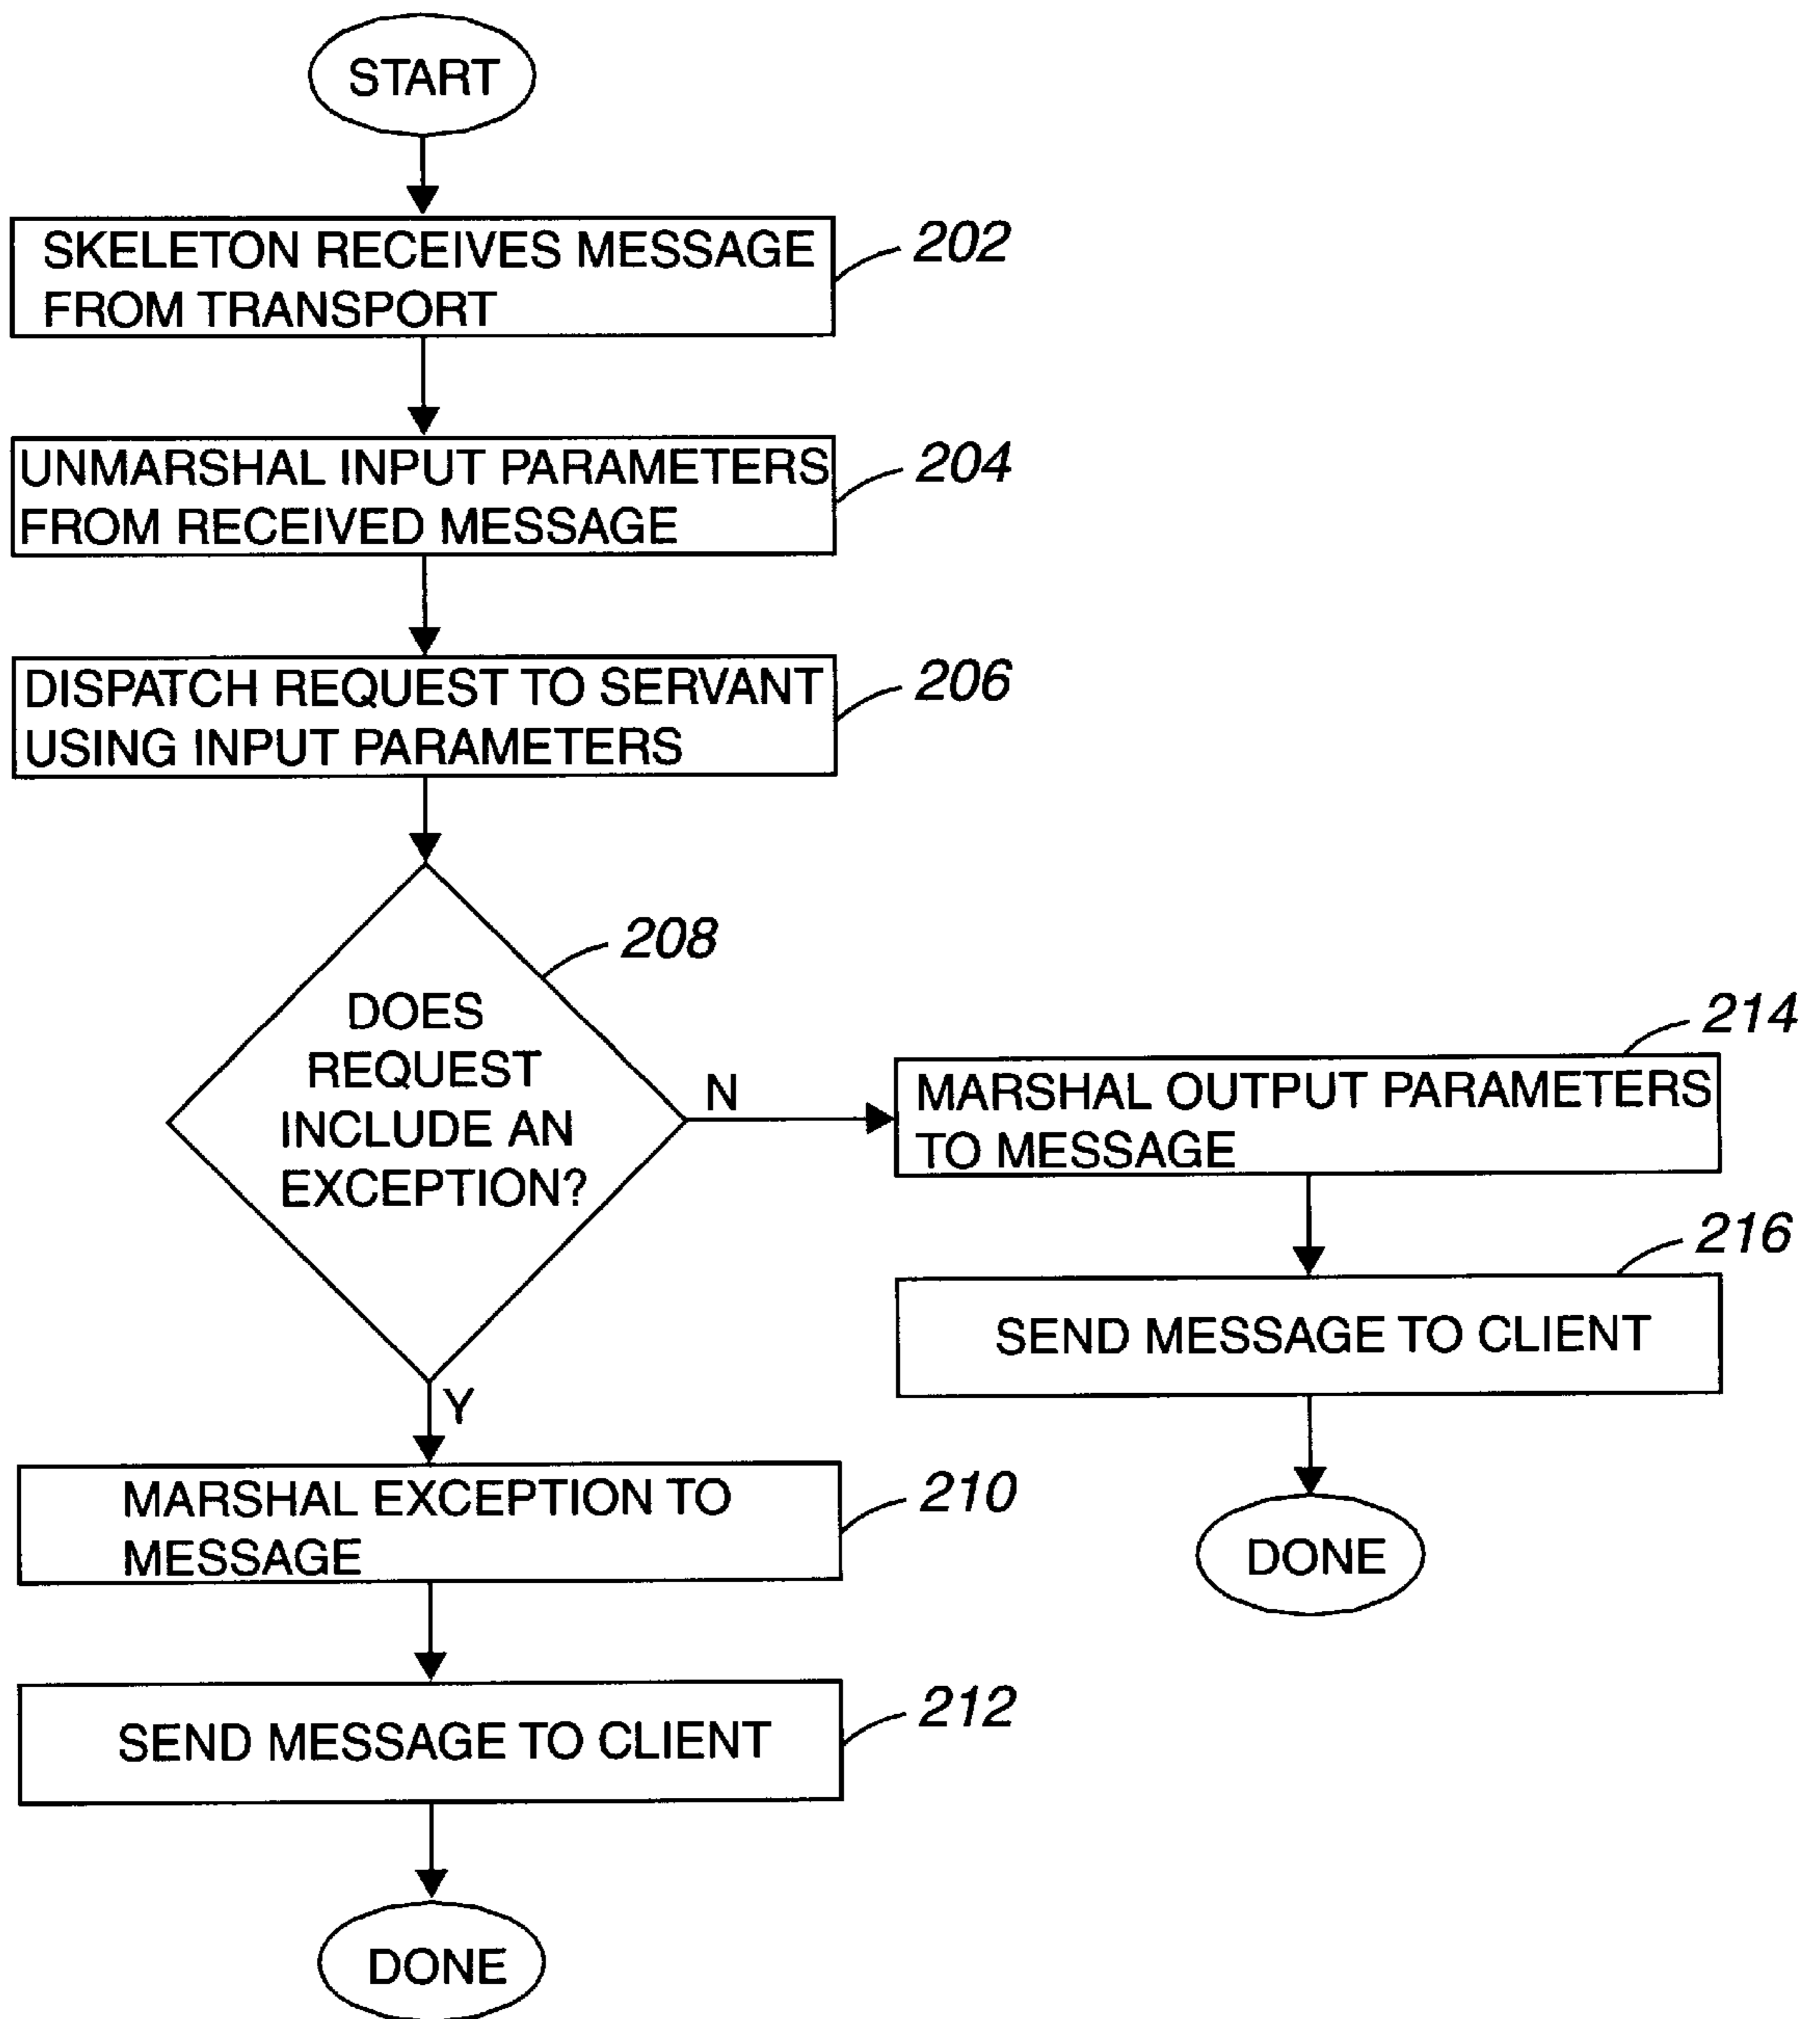 START
SKELETON RECEIVES MESSAGE
FROM TRANSPORT
202
UNMARSHAL INPUT PARAMETERS
FROM RECEIVED MESSAGE
204
DISPATCH REQUEST TO SERVANT
USING INPUT PARAMETERS
206
208
DOES
REQUEST
INCLUDE AN
EXCEPTION?
N
214
MARSHAL OUTPUT PARAMETERS
TO MESSAGE
216
SEND MESSAGE TO CLIENT
DONE
Y
MARSHAL EXCEPTION TO
MESSAGE
210
SEND MESSAGE TO CLIENT
212
DONE